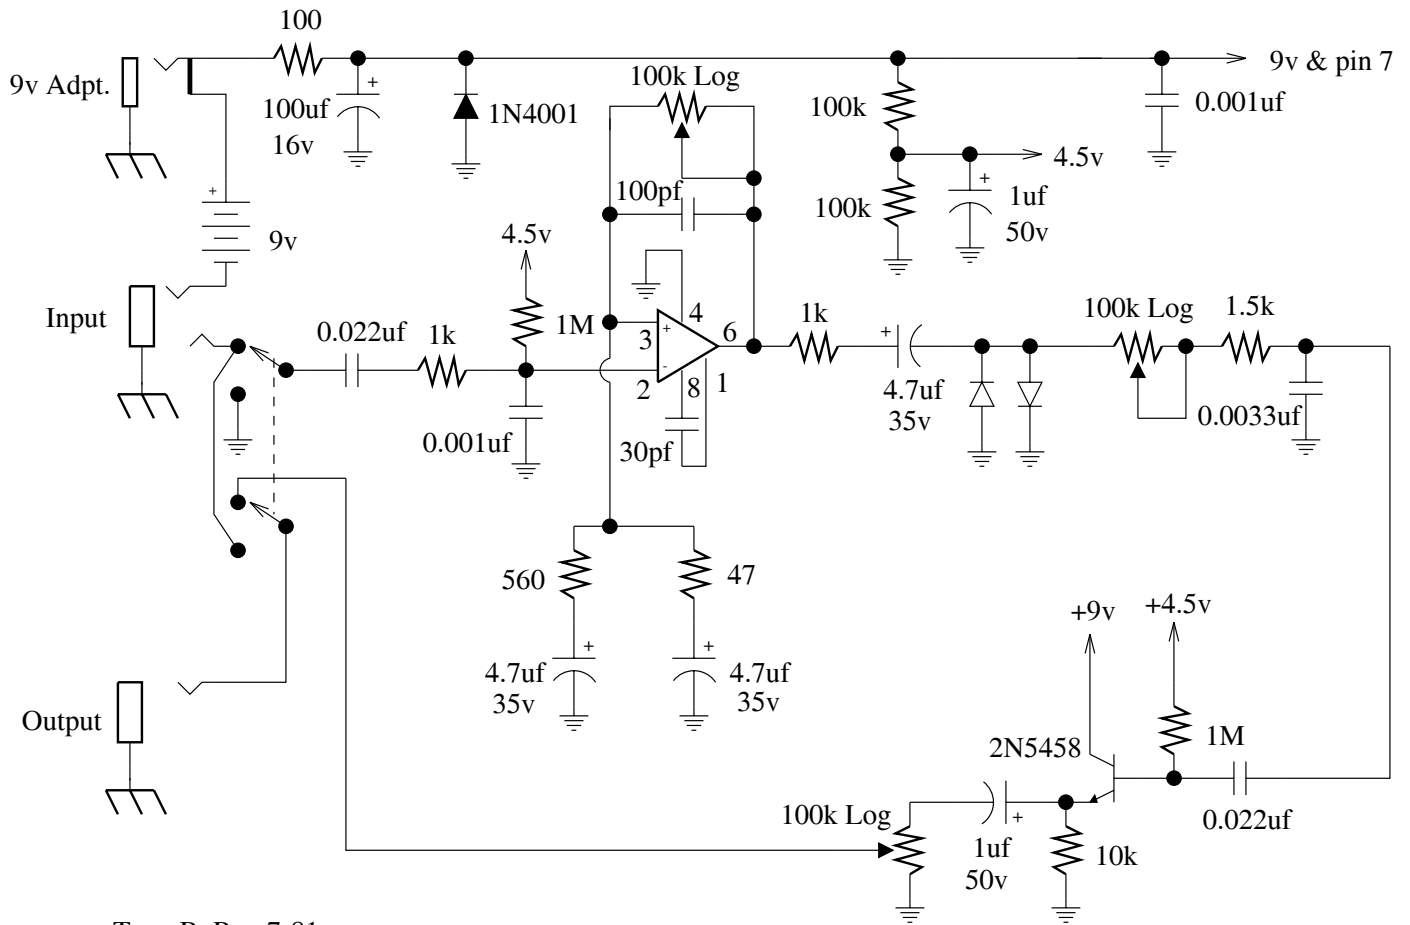 100
9v Adpt.
+
100uf
16v
1N4001
100k Log
100k
9v & pin 7
0.001uf
4.5v
100k
+
1uf
50v
100pf
+
9v
4.5v
Input
0.022uf
1k
1M
+
-
3
2
4
6
8
1
30pf
0.001uf
1k
+
4.7uf
35v
100k Log
1.5k
0.0033uf
560
47
+
4.7uf
35v
+
4.7uf
35v
+9v
+4.5v
2N5458
1M
0.022uf
Output
100k Log
+
1uf
50v
10k